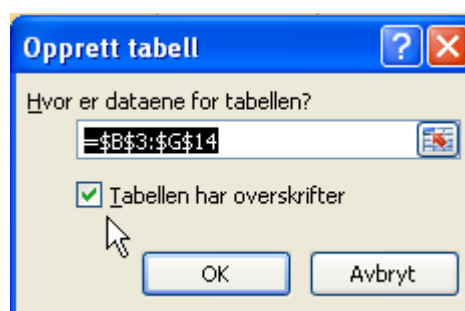 Opprett tabell
Hvor er dataene for tabellen?
=$B$3:$G$14
Tabellen har overskrifter
OK Avbryt